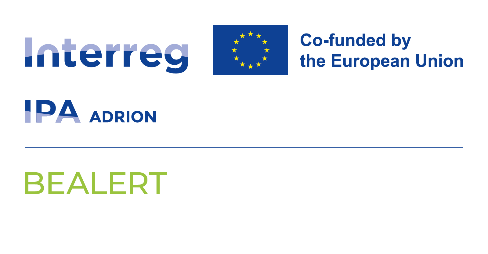 Interreg
Co-funded by
the European Union
IPA ADRION
BEALERT